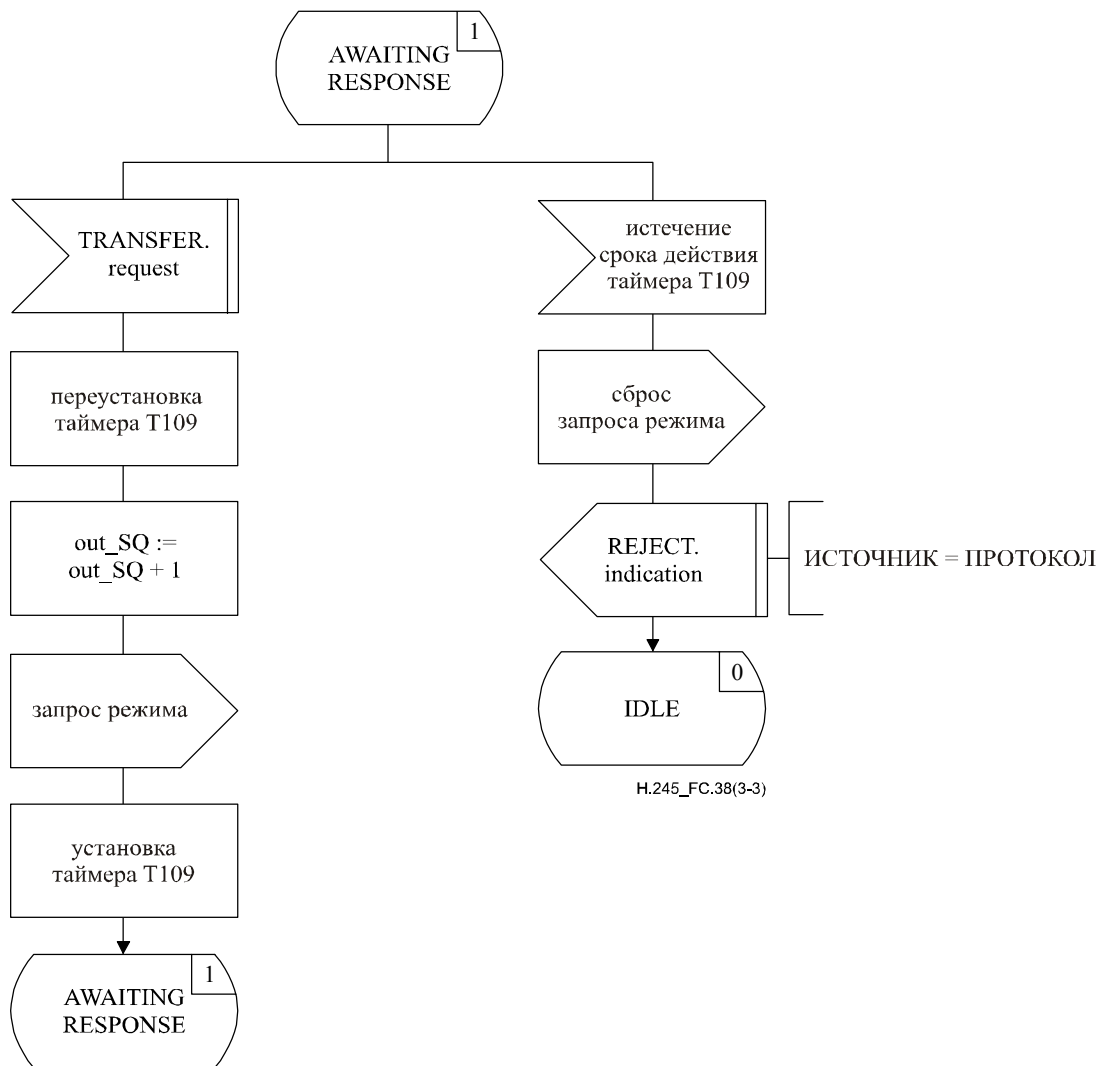 1
AWAITING
RESPONSE
TRANSFER.
request
переустановка
таймера T109
out_SQ :=
out_SQ + 1
запрос режима
установка
таймера T109
1
AWAITING
RESPONSE
истечение
срока действия
таймера T109
сброс
запроса режима
REJECT.
indication
ИСТОЧНИК = ПРОТОКОЛ
0
IDLE
H.245_FC.38(3-3)